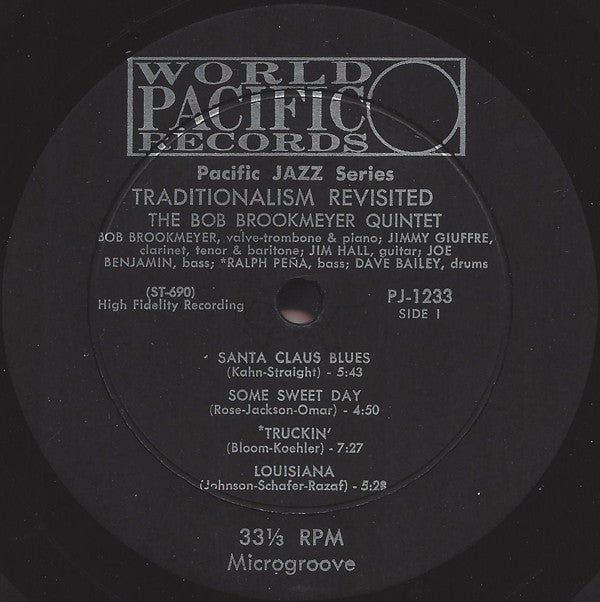 WORLD
PACIFIC
RECORDS
Pacific JAZZ Series
TRADITIONALISM REVISITED
THE BOB BROOKMEYER QUINTET
BOB BROOKMEYER, valve-trombone & piano; JIMMY GIUFFRE,
clarinet, tenor & baritone; JIM HALL, guitar; JOE
BENJAMIN, bass; *RALPH PEÑA, bass; DAVE BAILEY, drums
(ST-690)
High Fidelity Recording
PJ-1233
SIDE 1
SANTA CLAUS BLUES
(Kahn-Straight) - 5:43
SOME SWEET DAY
(Rose-Jackson-Omar) - 4:50
*TRUCKIN'
(Bloom-Koehler) - 7:27
LOUISIANA
(Johnson-Schafer-Razaf) - 5:28
33⅓ RPM
Microgroove